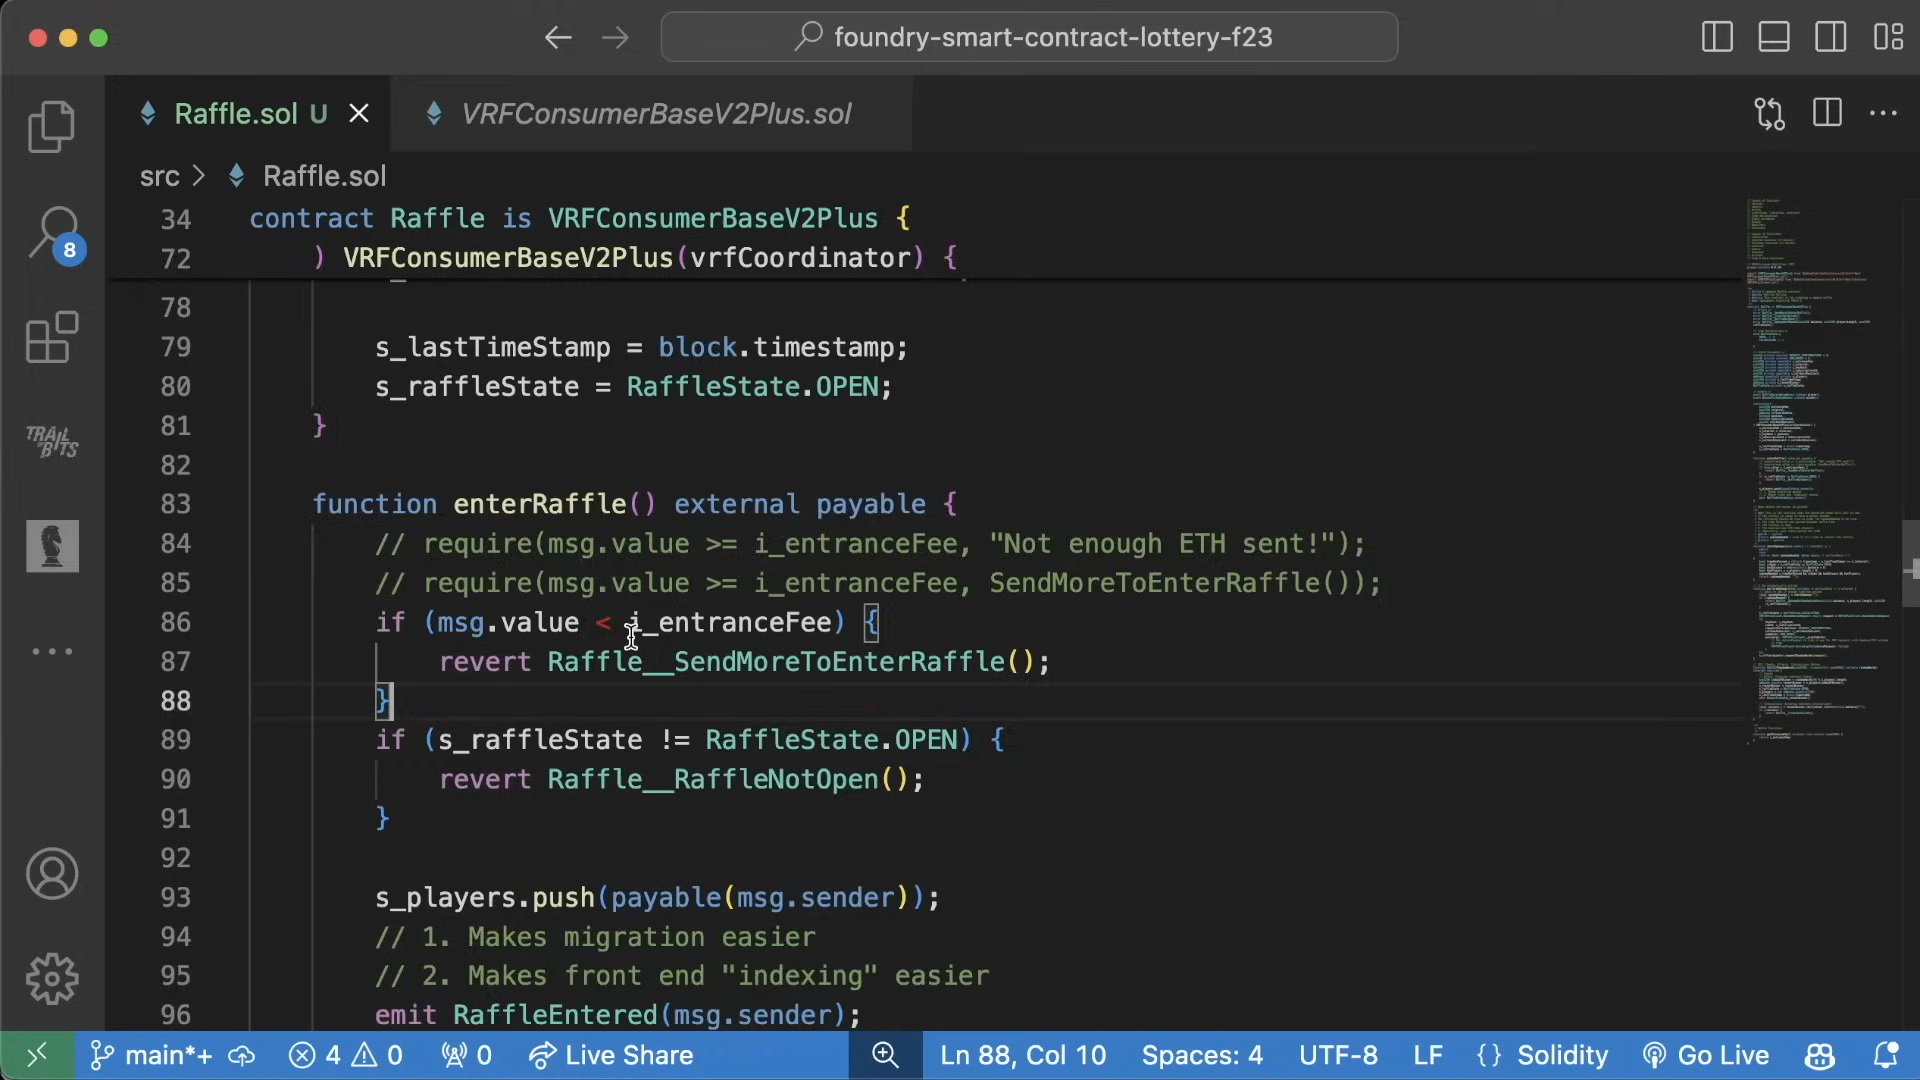 foundry-smart-contract-lottery-f23
Raffle.sol U
VRFConsumerBaseV2Plus.sol
src > Raffle.sol
8
TRAIL OF BITS
34 contract Raffle is VRFConsumerBaseV2Plus {
72 ) VRFConsumerBaseV2Plus(vrfCoordinator) {
78
79 s_lastTimeStamp = block.timestamp;
80 s_raffleState = RaffleState.OPEN;
81 }
82
83 function enterRaffle() external payable {
84 // require(msg.value >= i_entranceFee, "Not enough ETH sent!");
85 // require(msg.value >= i_entranceFee, SendMoreToEnterRaffle());
86 if (msg.value < i_entranceFee) {
87 revert Raffle__SendMoreToEnterRaffle();
88 }
89 if (s_raffleState != RaffleState.OPEN) {
90 revert Raffle__RaffleNotOpen();
91 }
92
93 s_players.push(payable(msg.sender));
94 // 1. Makes migration easier
95 // 2. Makes front end "indexing" easier
96 emit RaffleEntered(msg.sender);
main*+ 4 0 0 Live Share Ln 88, Col 10 Spaces: 4 UTF-8 LF {} Solidity Go Live